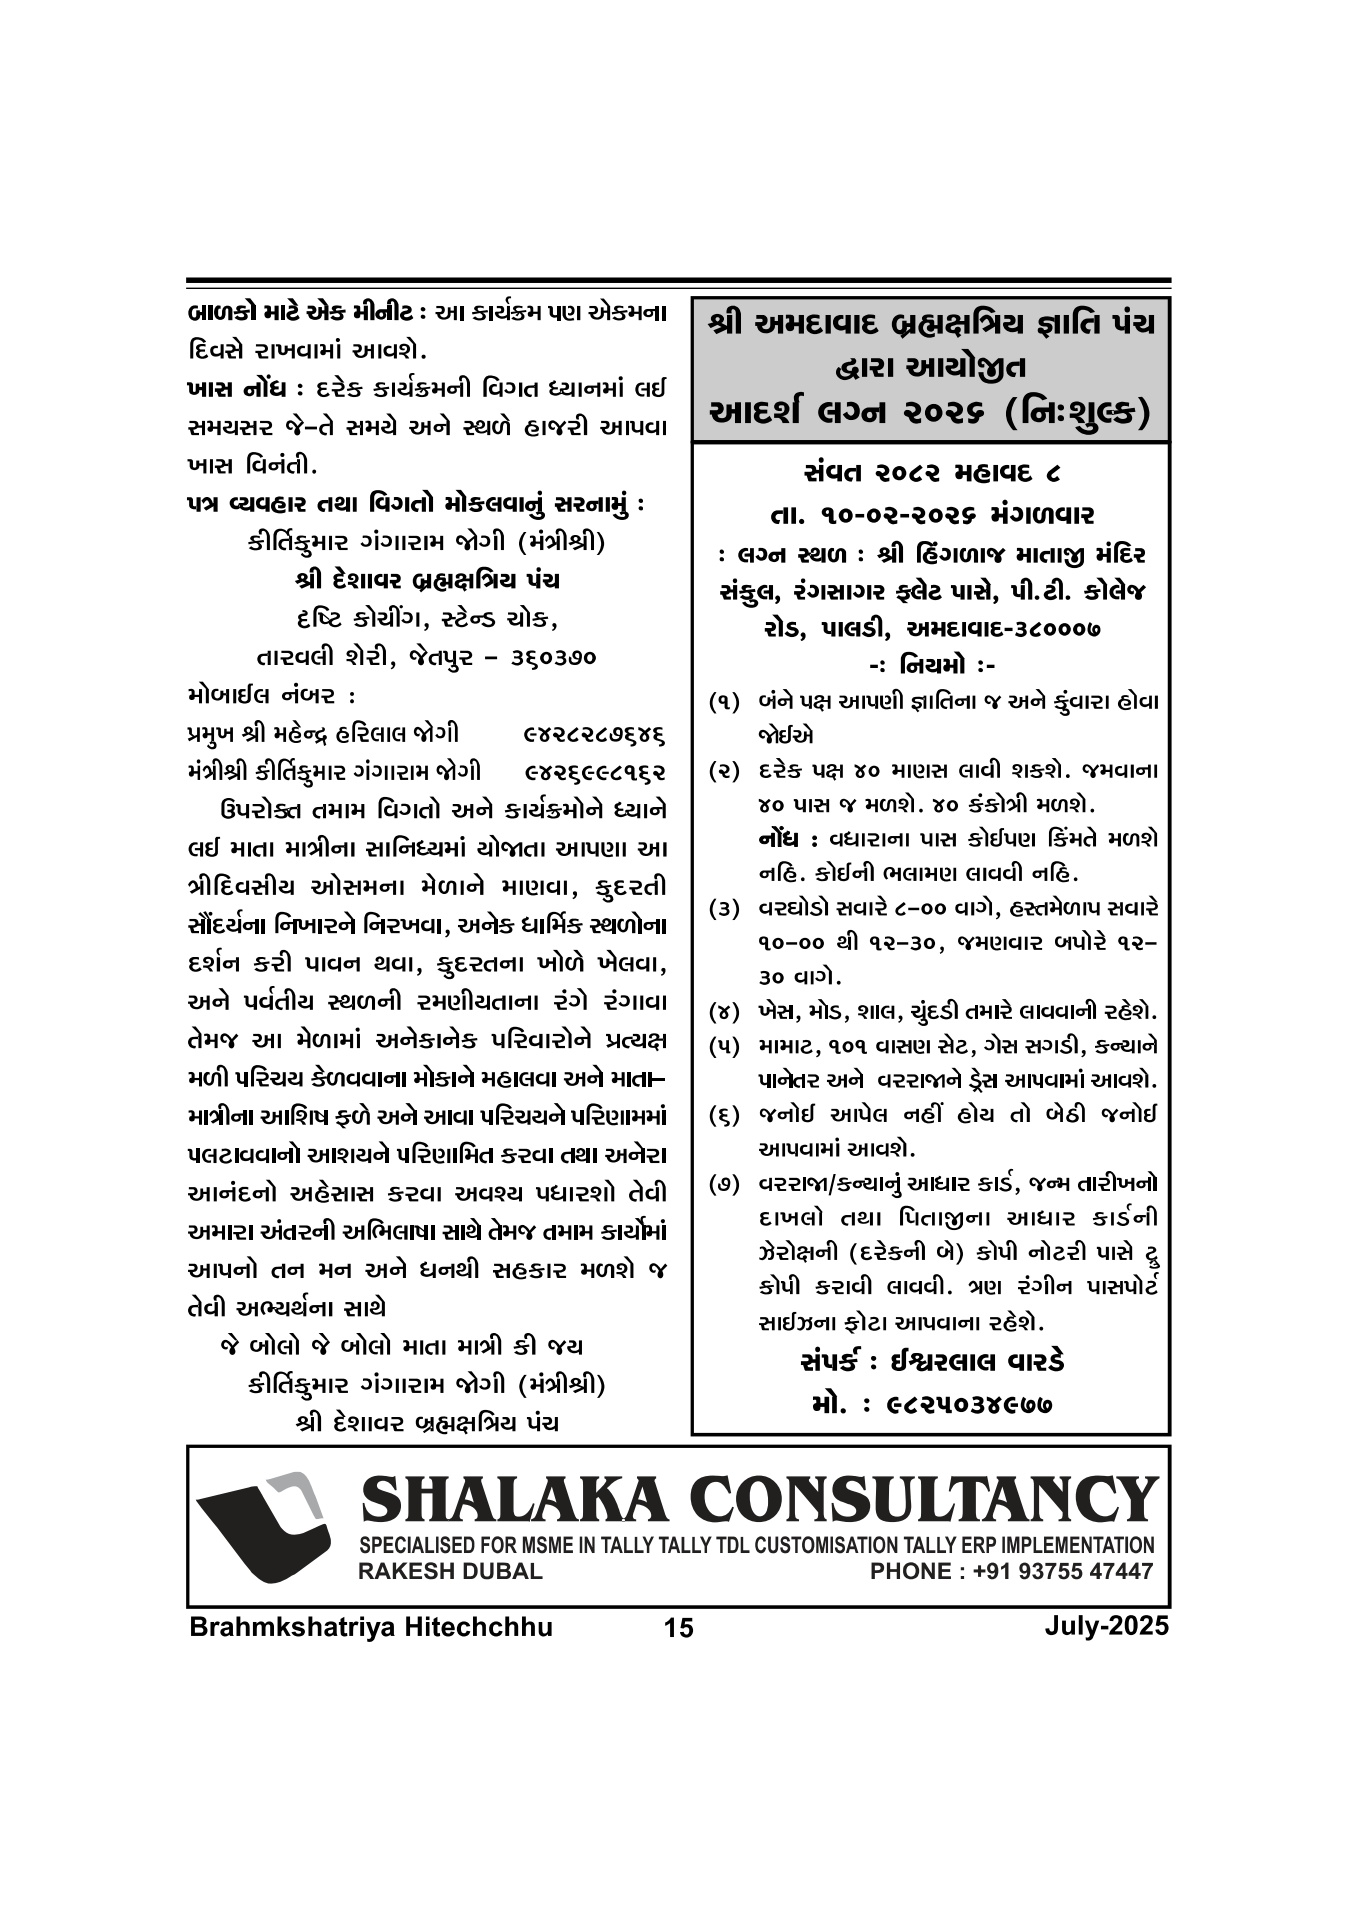 બાળકો માટે એક મીનીટ : આ કાર્યક્રમ પણ એકમના
દિવસે રાખવામાં આવશે.
ખાસ નોંધ : દરેક કાર્યક્રમની વિગત ધ્યાનમાં લઈ
સમયસર જે–તે સમયે અને સ્થળે હાજરી આપવા
ખાસ વિનંતી.
પત્ર વ્યવહાર તથા વિગતો મોકલવાનું સરનામું :
કીર્તિકુમાર ગંગારામ જોગી (મંત્રીશ્રી)
શ્રી દેશાવર બ્રહ્મક્ષત્રિય પંચ
દૃષ્ટિ કોચીંગ, સ્ટેન્ડ ચોક,
તારવલી શેરી, જેતપુર – ૩૬૦૩૭૦
મોબાઈલ નંબર :
પ્રમુખ શ્રી મહેન્દ્ર હરિલાલ જોગી ૯૪૨૮૨૮૭૬૪૬
મંત્રીશ્રી કીર્તિકુમાર ગંગારામ જોગી ૯૪૨૬૯૯૮૧૬૨
ઉપરોક્ત તમામ વિગતો અને કાર્યક્રમોને ધ્યાને
લઈ માતા માત્રીના સાનિધ્યમાં યોજાતા આપણા આ
ત્રીદિવસીય ઓસમના મેળાને માણવા, કુદરતી
સૌંદર્યના નિખારને નિરખવા, અનેક ધાર્મિક સ્થળોના
દર્શન કરી પાવન થવા, કુદરતના ખોળે ખેલવા,
અને પર્વતીય સ્થળની રમણીયતાના રંગે રંગાવા
તેમજ આ મેળામાં અનેકાનેક પરિવારોને પ્રત્યક્ષ
મળી પરિચય કેળવવાના મોકાને મહાલવા અને માતા–
માત્રીના આશિષ ફળે અને આવા પરિચયને પરિણામમાં
પલટાવવાનો આશયને પરિણામિત કરવા તથા અનેરા
આનંદનો અહેસાસ કરવા અવશ્ય પધારશો તેવી
અમારા અંતરની અભિલાષા સાથે તેમજ તમામ કાર્યોમાં
આપનો તન મન અને ધનથી સહકાર મળશે જ
તેવી અભ્યર્થના સાથે
જે બોલો જે બોલો માતા માત્રી કી જય
કીર્તિકુમાર ગંગારામ જોગી (મંત્રીશ્રી)
શ્રી દેશાવર બ્રહ્મક્ષત્રિય પંચ
શ્રી અમદાવાદ બ્રહ્મક્ષત્રિય જ્ઞાતિ પંચ
દ્વારા આયોજીત
આદર્શ લગ્ન ૨૦૨૬ (નિઃશુલ્ક)
સંવત ૨૦૮૨ મહાવદ ૮
તા. ૧૦-૦૨-૨૦૨૬ મંગળવાર
: લગ્ન સ્થળ : શ્રી હિંગળાજ માતાજી મંદિર
સંકુલ, રંગસાગર ફ્લેટ પાસે, પી.ટી. કોલેજ
રોડ, પાલડી, અમદાવાદ-૩૮૦૦૦૭
-: નિયમો :-
(૧) બંને પક્ષ આપણી જ્ઞાતિના જ અને કુંવારા હોવા
જોઈએ
(૨) દરેક પક્ષ ૪૦ માણસ લાવી શકશે. જમવાના
૪૦ પાસ જ મળશે. ૪૦ કંકોત્રી મળશે.
નોંધ : વધારાના પાસ કોઈપણ કિંમતે મળશે
નહિ. કોઈની ભલામણ લાવવી નહિ.
(૩) વરઘોડો સવારે ૮–૦૦ વાગે, હસ્તમેળાપ સવારે
૧૦–૦૦ થી ૧૨–૩૦, જમણવાર બપોરે ૧૨–
૩૦ વાગે.
(૪) ખેસ, મોડ, શાલ, ચુંદડી તમારે લાવવાની રહેશે.
(૫) મામાટ, ૧૦૧ વાસણ સેટ, ગેસ સગડી, કન્યાને
પાનેતર અને વરરાજાને ડ્રેસ આપવામાં આવશે.
(૬) જનોઈ આપેલ નહીં હોય તો બેઠી જનોઈ
આપવામાં આવશે.
(૭) વરરાજા/કન્યાનું આધાર કાર્ડ, જન્મ તારીખનો
દાખલો તથા પિતાજીના આધાર કાર્ડની
ઝેરોક્ષની (દરેકની બે) કોપી નોટરી પાસે ટ્રુ
કોપી કરાવી લાવવી. ત્રણ રંગીન પાસપોર્ટ
સાઈઝના ફોટા આપવાના રહેશે.
સંપર્ક : ઈશ્વરલાલ વારડે
મો. : ૯૮૨૫૦૩૪૯૭૭
SHALAKA CONSULTANCY
SPECIALISED FOR MSME IN TALLY TALLY TDL CUSTOMISATION TALLY ERP IMPLEMENTATION
RAKESH DUBAL PHONE : +91 93755 47447
Brahmkshatriya Hitechchhu 15 July-2025